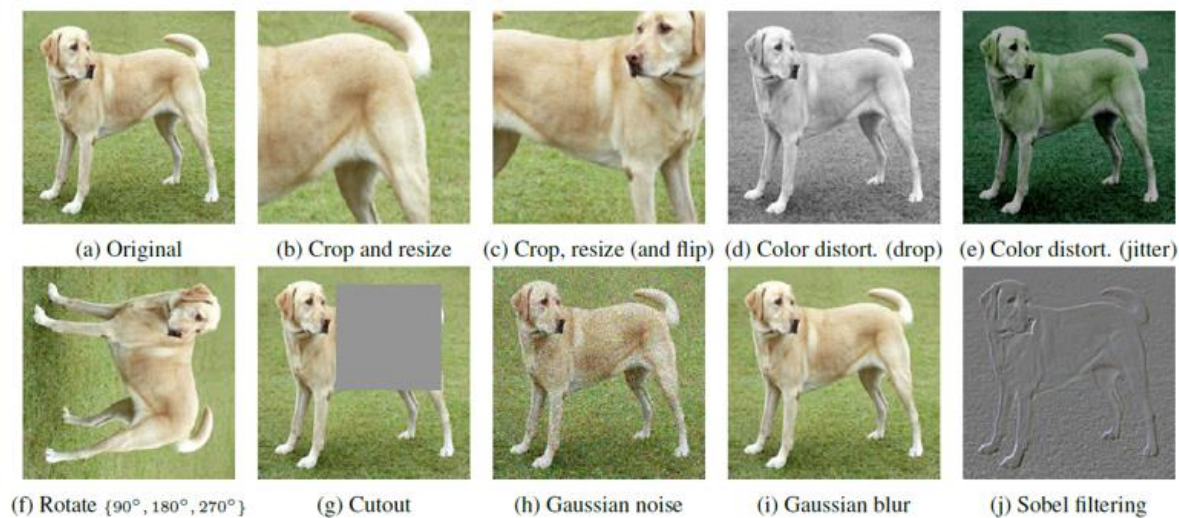 (a) Original
(b) Crop and resize
(c) Crop, resize (and flip)
(d) Color distort. (drop)
(e) Color distort. (jitter)
(f) Rotate {90°, 180°, 270°}
(g) Cutout
(h) Gaussian noise
(i) Gaussian blur
(j) Sobel filtering